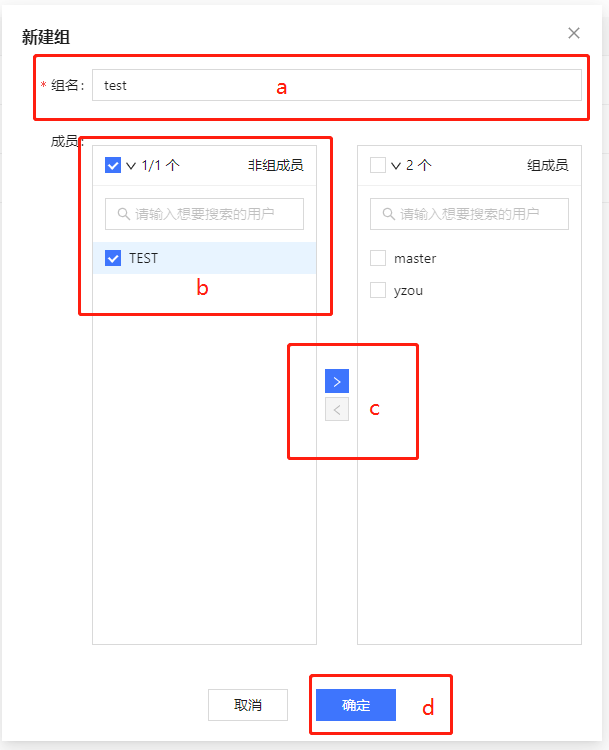 新建组
* 组名: test a
成员:
1/1 个 非组成员
请输入想要搜索的用户
TEST
b
2 个 组成员
请输入想要搜索的用户
master
yzou
c
取消 确定 d